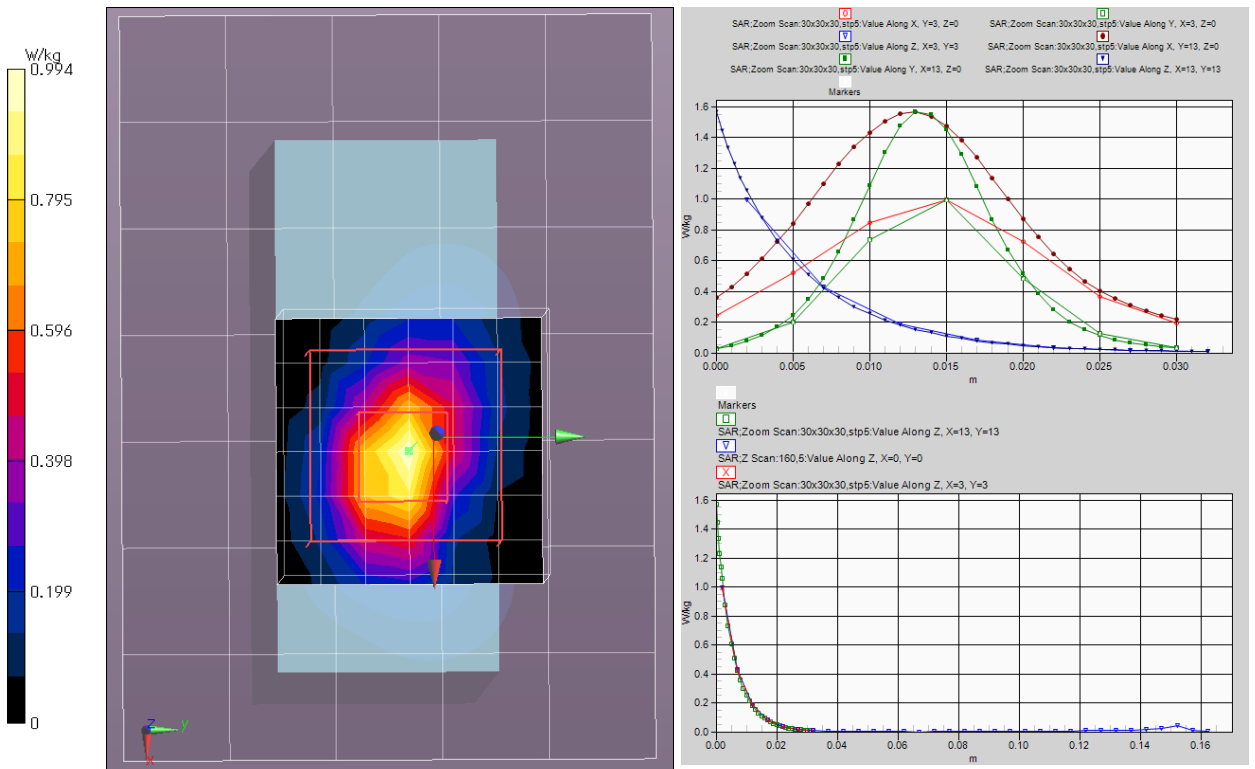 W/kg
0.994
0.795
0.596
0.398
0.199
0
z
y
x
SAR;Zoom Scan:30x30x30,stp5:Value Along X, Y=3, Z=0
SAR;Zoom Scan:30x30x30,stp5:Value Along Y, X=3, Z=0
SAR;Zoom Scan:30x30x30,stp5:Value Along Z, X=3, Y=3
SAR;Zoom Scan:30x30x30,stp5:Value Along X, Y=13, Z=0
SAR;Zoom Scan:30x30x30,stp5:Value Along Y, X=13, Z=0
SAR;Zoom Scan:30x30x30,stp5:Value Along Z, X=13, Y=13
Markers
1.6
1.4
1.2
1.0
0.8
0.6
0.4
0.2
0.0
W/kg
0.000 0.005 0.010 0.015 0.020 0.025 0.030
m
Markers
SAR;Zoom Scan:30x30x30,stp5:Value Along Z, X=13, Y=13
SAR;Z Scan:160,5:Value Along Z, X=0, Y=0
SAR;Zoom Scan:30x30x30,stp5:Value Along Z, X=3, Y=3
1.6
1.4
1.2
1.0
0.8
0.6
0.4
0.2
0.0
W/kg
0.00 0.02 0.04 0.06 0.08 0.10 0.12 0.14 0.16
m